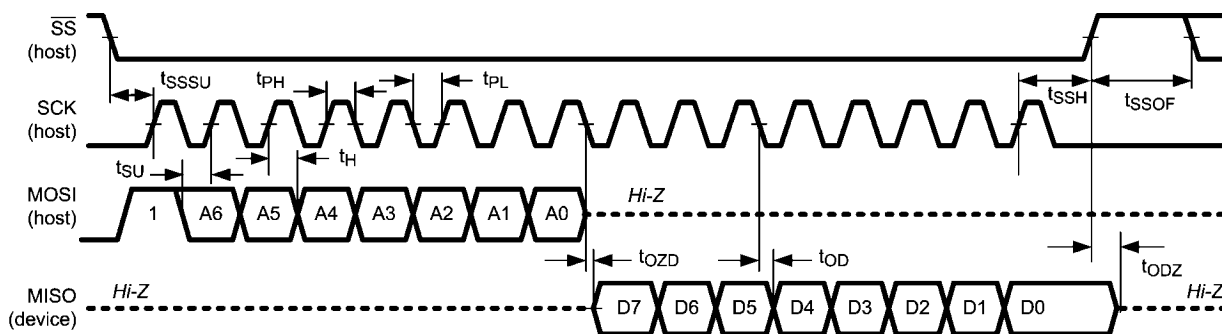 SS
(host)
tSSSU
tPH
tPL
tSSH
tSSOF
SCK
(host)
tSU
tH
MOSI
(host)
1 A6 A5 A4 A3 A2 A1 A0
Hi-Z
tOZD
tOD
tODZ
MISO
(device)
Hi-Z
D7 D6 D5 D4 D3 D2 D1 D0
Hi-Z